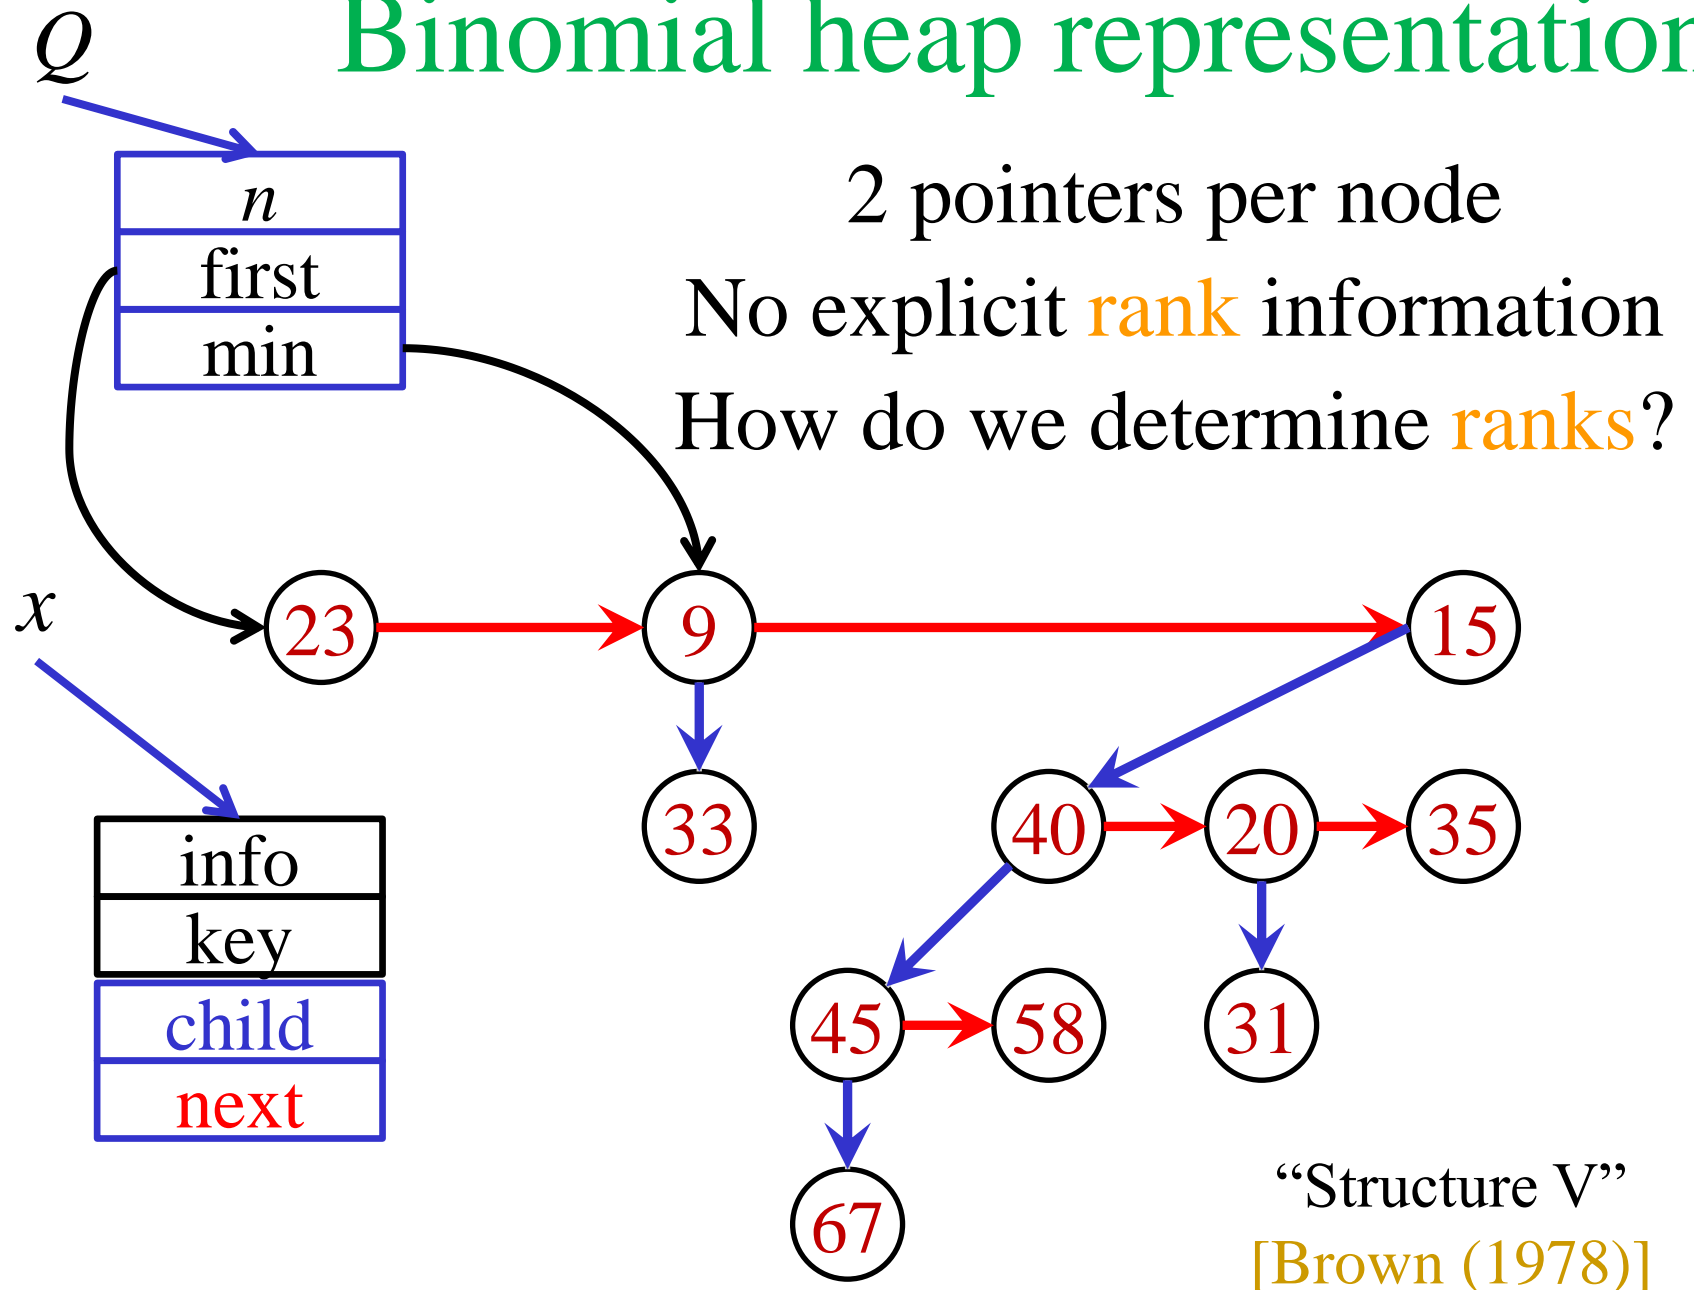 Binomial heap representation
Q
n
first
min
2 pointers per node
No explicit rank information
How do we determine ranks?
x
23
9
15
33
40
20
35
info
key
child
next
45
58
31
67
“Structure V”
[Brown (1978)]